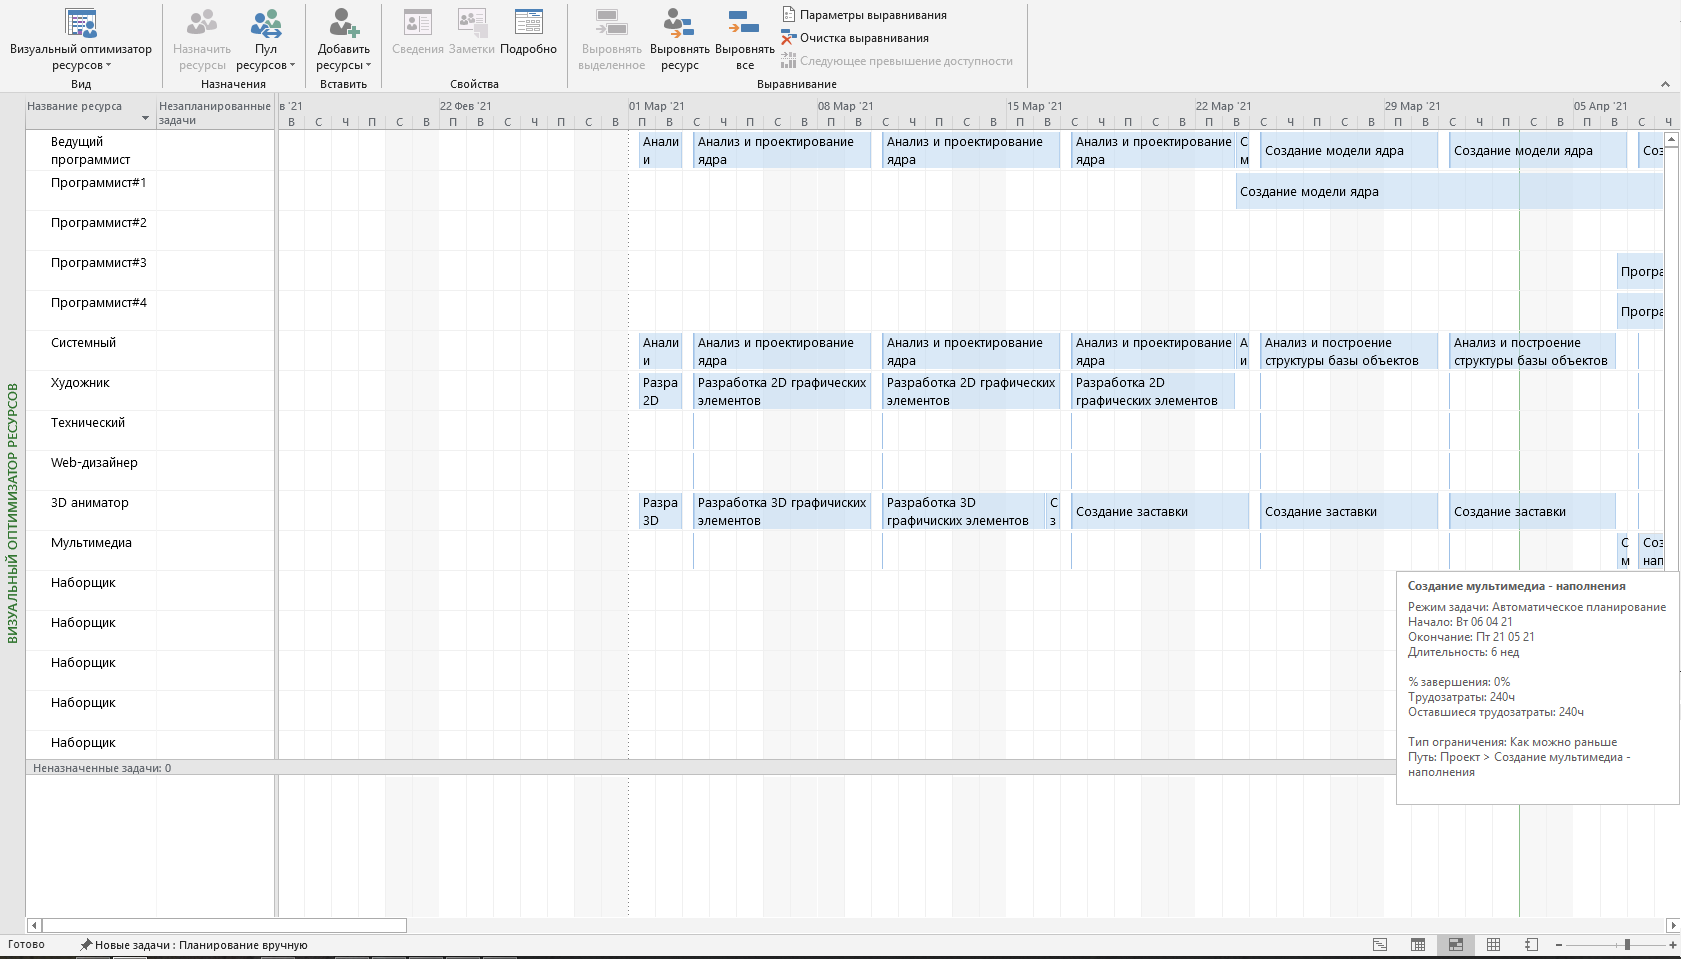 Визуальный оптимизатор
ресурсов
Вид
Назначить
ресурсы
Пул
ресурсов
Назначения
Добавить
ресурсы
Вставить
Сведения
Заметки
Подробно
Свойства
Выровнять
выделенное
Выровнять
ресурс
Выровнять
все
Параметры выравнивания
Очистка выравнивания
Следующее превышение доступности
Выравнивание
Название ресурса
Незапланированные
задачи
в '21
22 Фев '21
01 Мар '21
08 Мар '21
15 Мар '21
22 Мар '21
29 Мар '21
05 Апр '21
В С Ч П С В П В С Ч П С В П В С Ч П С В П В С Ч П С В П В С Ч П С В П В С Ч П С В П В С Ч П С В П В С Ч
Ведущий
программист
Анали
и
Анализ и проектирование
ядра
Анализ и проектирование
ядра
Анализ и проектирование
ядра
С
м
Создание модели ядра
Создание модели ядра
Соз
Программист#1
Создание модели ядра
Программист#2
Программист#3
Програ
Программист#4
Програ
Системный
Анали
и
Анализ и проектирование
ядра
Анализ и проектирование
ядра
Анализ и проектирование
ядра
А
и
Анализ и построение
структуры базы объектов
Анализ и построение
структуры базы объектов
Художник
Разра
2D
Разработка 2D графических
элементов
Разработка 2D графических
элементов
Разработка 2D
графических элементов
Технический
Web-дизайнер
3D аниматор
Разра
3D
Разработка 3D графичиских
элементов
Разработка 3D
графичиских элементов
С
з
Создание заставки
Создание заставки
Создание заставки
Мультимедиа
С
м
Соз
нап
Наборщик
Наборщик
Наборщик
Наборщик
Наборщик
Создание мультимедиа - наполнения
Режим задачи: Автоматическое планирование
Начало: Вт 06 04 21
Окончание: Пт 21 05 21
Длительность: 6 нед
% завершения: 0%
Трудозатраты: 240ч
Оставшиеся трудозатраты: 240ч
Тип ограничения: Как можно раньше
Путь: Проект > Создание мультимедиа -
наполнения
Неназначенные задачи: 0
ВИЗУАЛЬНЫЙ ОПТИМИЗАТОР РЕСУРСОВ
Готово
Новые задачи : Планирование вручную